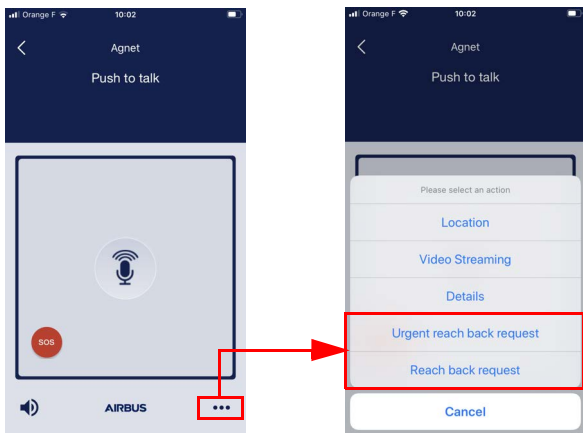 Orange F 10:02
Agnet
Push to talk
SOS
AIRBUS
Orange F 10:02
Agnet
Push to talk
Please select an action
Location
Video Streaming
Details
Urgent reach back request
Reach back request
Cancel